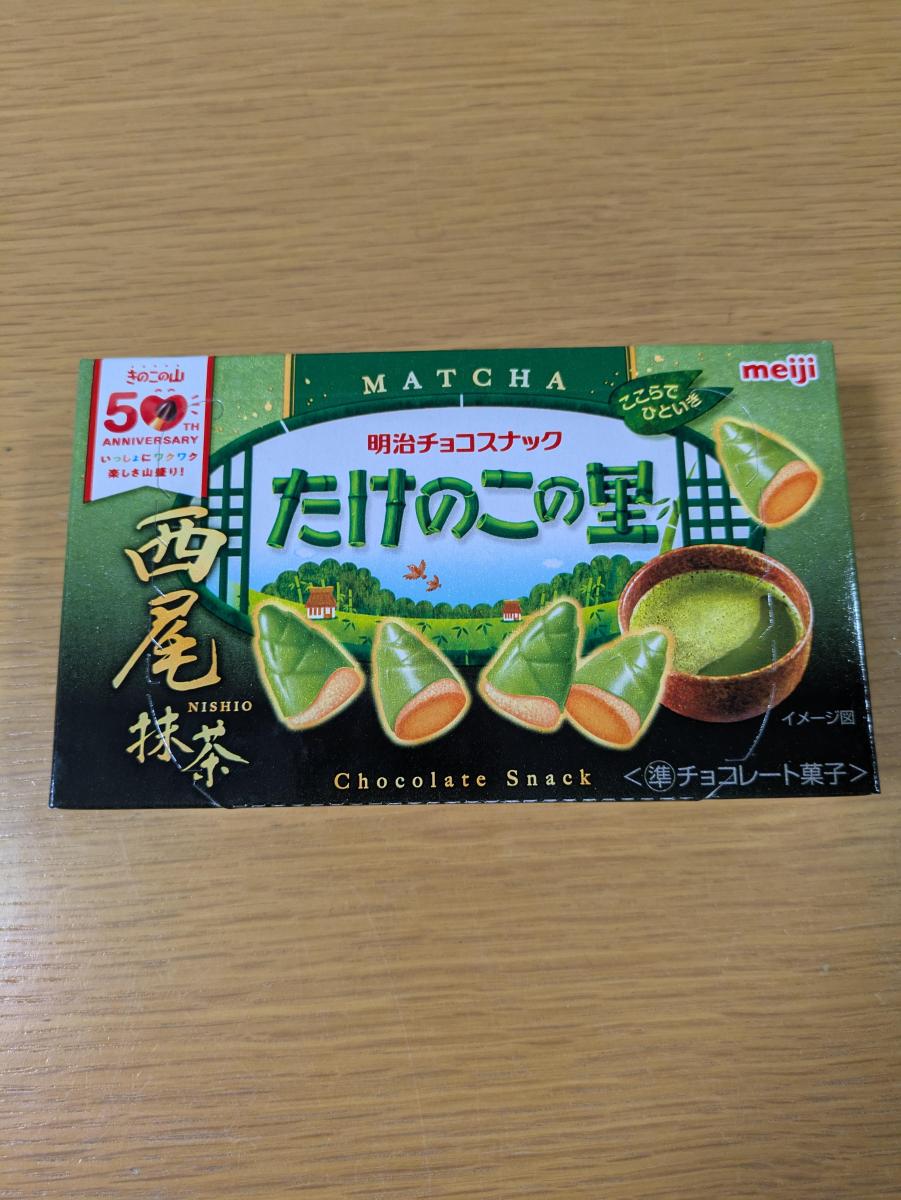 きのこの山
50TH
ANNIVERSARY
いっしょにワクワク
楽しさ山盛り!
MATCHA
meiji
ここらで
ひといき
明治チョコスナック
たけのこの里
西尾
NISHIO
抹茶
イメージ図
Chocolate Snack
<準チョコレート菓子>